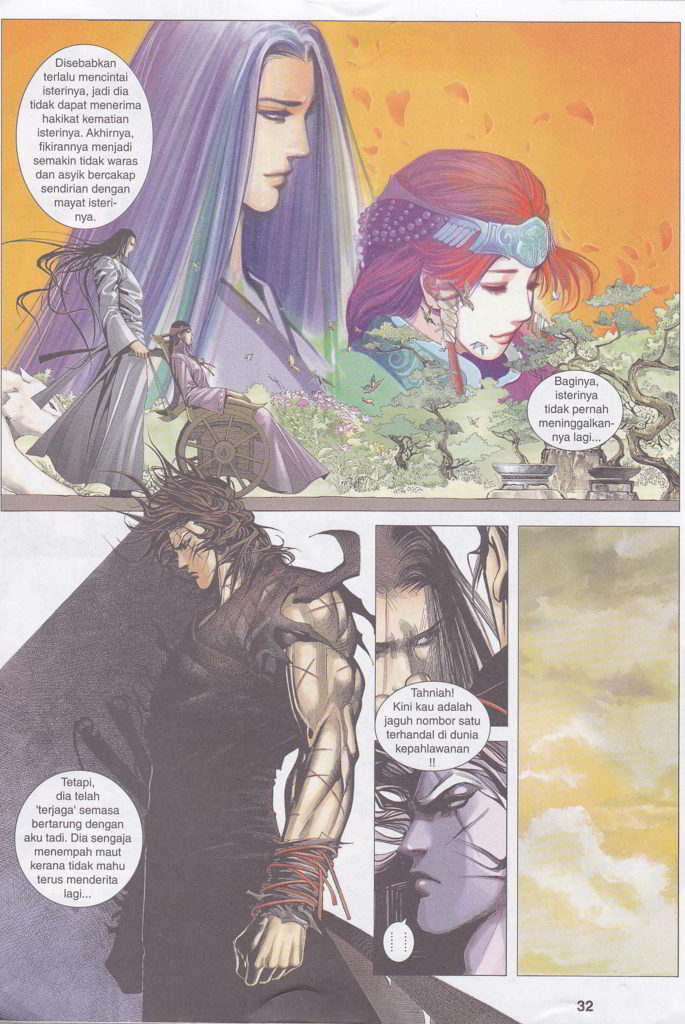 Disebabkan
terlalu mencintai
isterinya, jadi dia
tidak dapat menerima
hakikat kematian
isterinya. Akhirnya,
fikirannya menjadi
semakin tidak waras
dan asyik bercakap
sendirian dengan
mayat isteri-
nya.
Baginya,
isterinya
tidak pernah
meninggalkan-
nya lagi...
Tahniah!
Kini kau adalah
jaguh nombor satu
terhandal di dunia
kepahlawanan
!!
Tetapi,
dia telah
'terjaga' semasa
bertarung dengan
aku tadi. Dia sengaja
menempah maut
kerana tidak mahu
terus menderita
lagi...
32